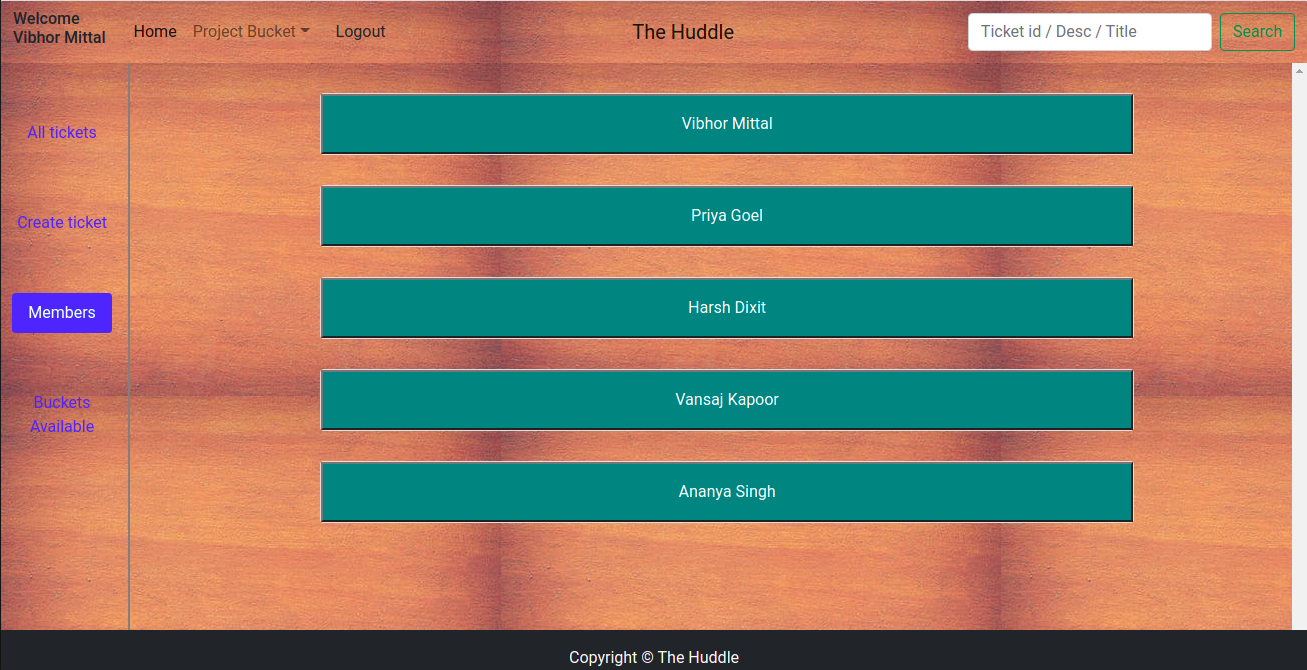 Welcome
Vibhor Mittal
Home
Project Bucket
Logout
The Huddle
Ticket id / Desc / Title
Search
All tickets
Create ticket
Members
Buckets
Available
Vibhor Mittal
Priya Goel
Harsh Dixit
Vansaj Kapoor
Ananya Singh
Copyright © The Huddle